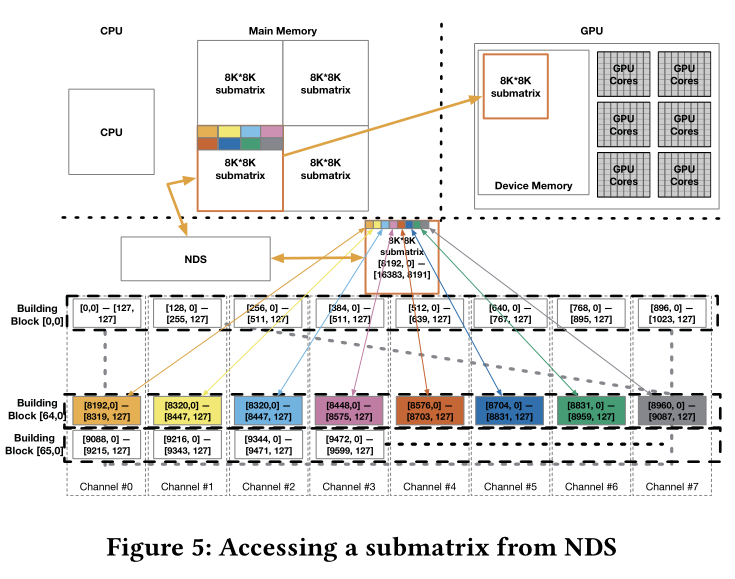 CPU
Main Memory
GPU
CPU
8K*8K
submatrix
8K*8K
submatrix
8K*8K
submatrix
8K*8K
submatrix
8K*8K
submatrix
Device Memory
GPU
Cores
GPU
Cores
GPU
Cores
GPU
Cores
GPU
Cores
GPU
Cores
NDS
8K*8K
submatrix
[8192, 0] —
[16383, 8191]
Building
Block [0,0]
[0,0] — [127,
127]
[128, 0] —
[255, 127]
[256, 0] —
[511, 127]
[384, 0] —
[511, 127]
[512, 0] —
[639, 127]
[640, 0] —
[767, 127]
[768, 0] —
[895, 127]
[896, 0] —
[1023, 127]
Building
Block [64,0]
[8192,0] —
[8319, 127]
[8320,0] —
[8447, 127]
[8320,0] —
[8447, 127]
[8448,0] —
[8575, 127]
[8576, 0] —
[8703, 127]
[8704, 0] —
[8831, 127]
[8831, 0] —
[8959, 127]
[8960, 0] —
[9087, 127]
Building
Block [65,0]
[9088, 0] —
[9215, 127]
[9216, 0] —
[9343, 127]
[9344, 0] —
[9471, 127]
[9472, 0] —
[9599, 127]
Channel #0
Channel #1
Channel #2
Channel #3
Channel #4
Channel #5
Channel #6
Channel #7
Figure 5: Accessing a submatrix from NDS